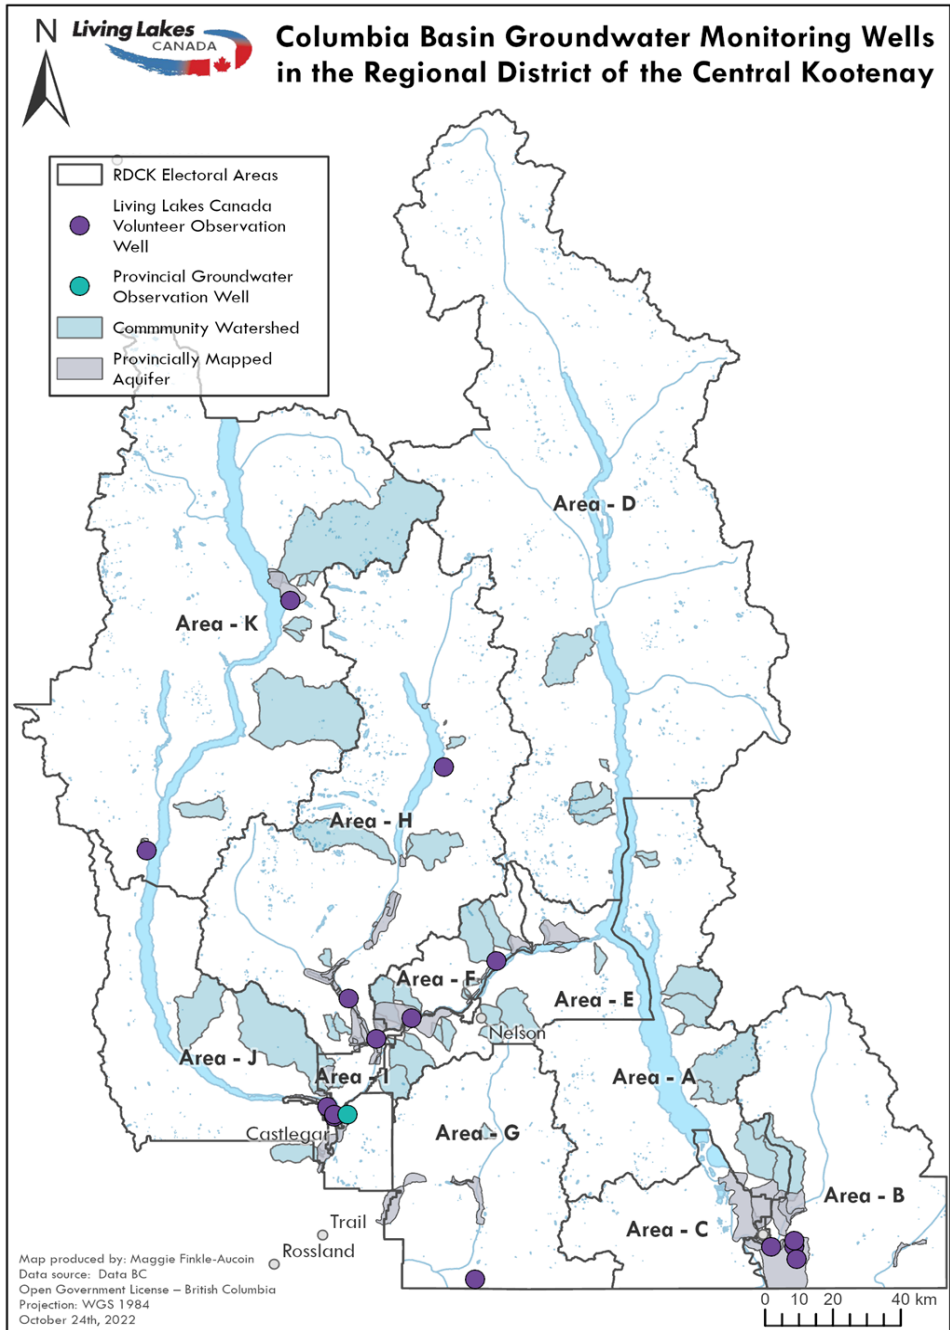 N
Living Lakes
CANADA
Columbia Basin Groundwater Monitoring Wells
in the Regional District of the Central Kootenay
RDCK Electoral Areas
Living Lakes Canada
Volunteer Observation
Well
Provincial Groundwater
Observation Well
Commmunity Watershed
Provincially Mapped
Aquifer
Area - D
Area - K
Area - H
Area - F
Area - E
Nelson
Area - J
Area - I
Area - A
Castlegar
Area - G
Area - B
Trail
Area - C
Rossland
Map produced by: Maggie Finkle-Aucoin
Data source: Data BC
Open Government License – British Columbia
Projection: WGS 1984
October 24th, 2022
0 10 20 40 km